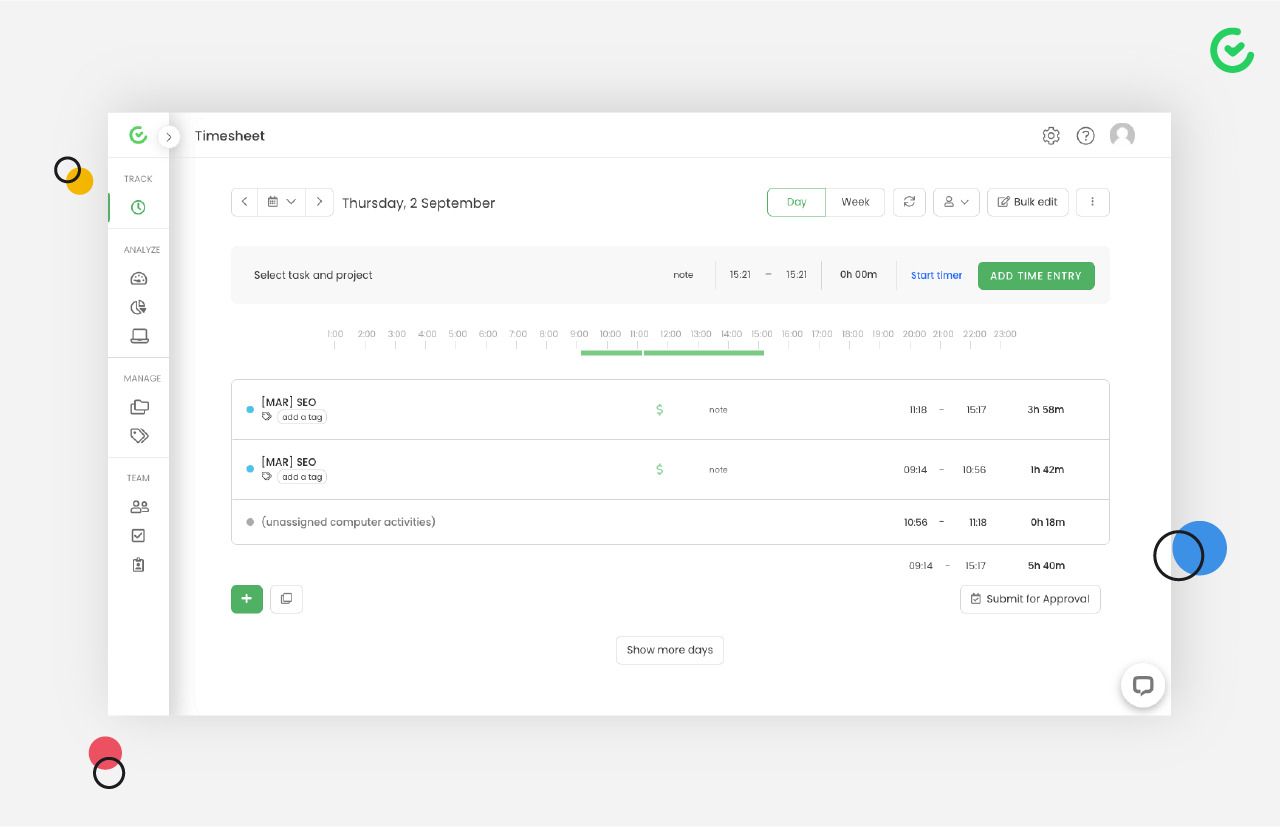 Timesheet
TRACK
ANALYZE
MANAGE
TEAM
Thursday, 2 September
Day Week Bulk edit
Select task and project note 15:21 – 15:21 0h 00m Start timer ADD TIME ENTRY
1:00 2:00 3:00 4:00 5:00 6:00 7:00 8:00 9:00 10:00 11:00 12:00 13:00 14:00 15:00 16:00 17:00 18:00 19:00 20:00 21:00 22:00 23:00
[MAR] SEO
add a tag
$ note 11:18 - 15:17 3h 58m
[MAR] SEO
add a tag
$ note 09:14 - 10:56 1h 42m
(unassigned computer activities) 10:56 - 11:18 0h 18m
09:14 - 15:17 5h 40m
+ Submit for Approval
Show more days